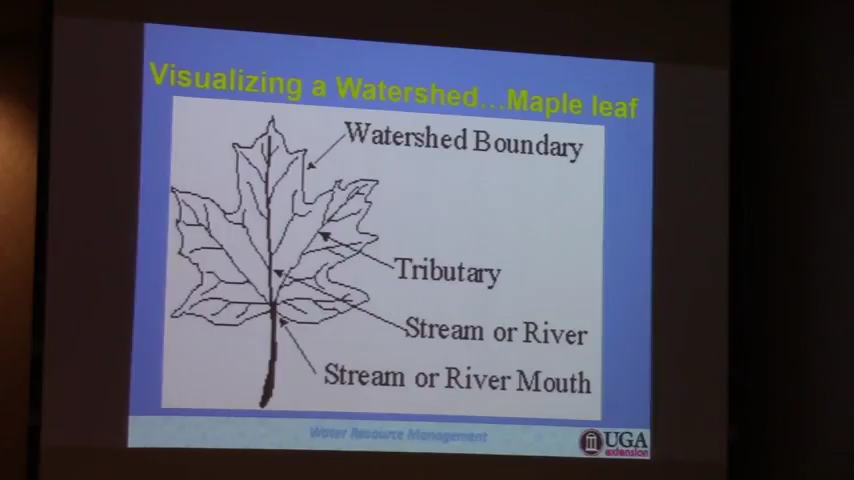 Visualizing a Watershed...Maple leaf
Watershed Boundary
Tributary
Stream or River
Stream or River Mouth
Water Resource Management
UGA
extension